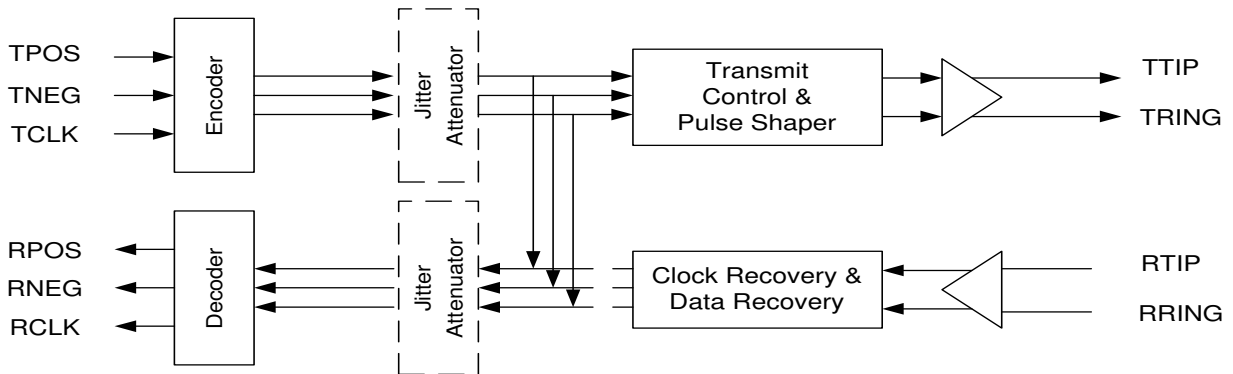 TPOS
TNEG
TCLK
Encoder
Jitter
Attenuator
Transmit
Control &
Pulse Shaper
TTIP
TRING
RPOS
RNEG
RCLK
Decoder
Jitter
Attenuator
Clock Recovery &
Data Recovery
RTIP
RRING